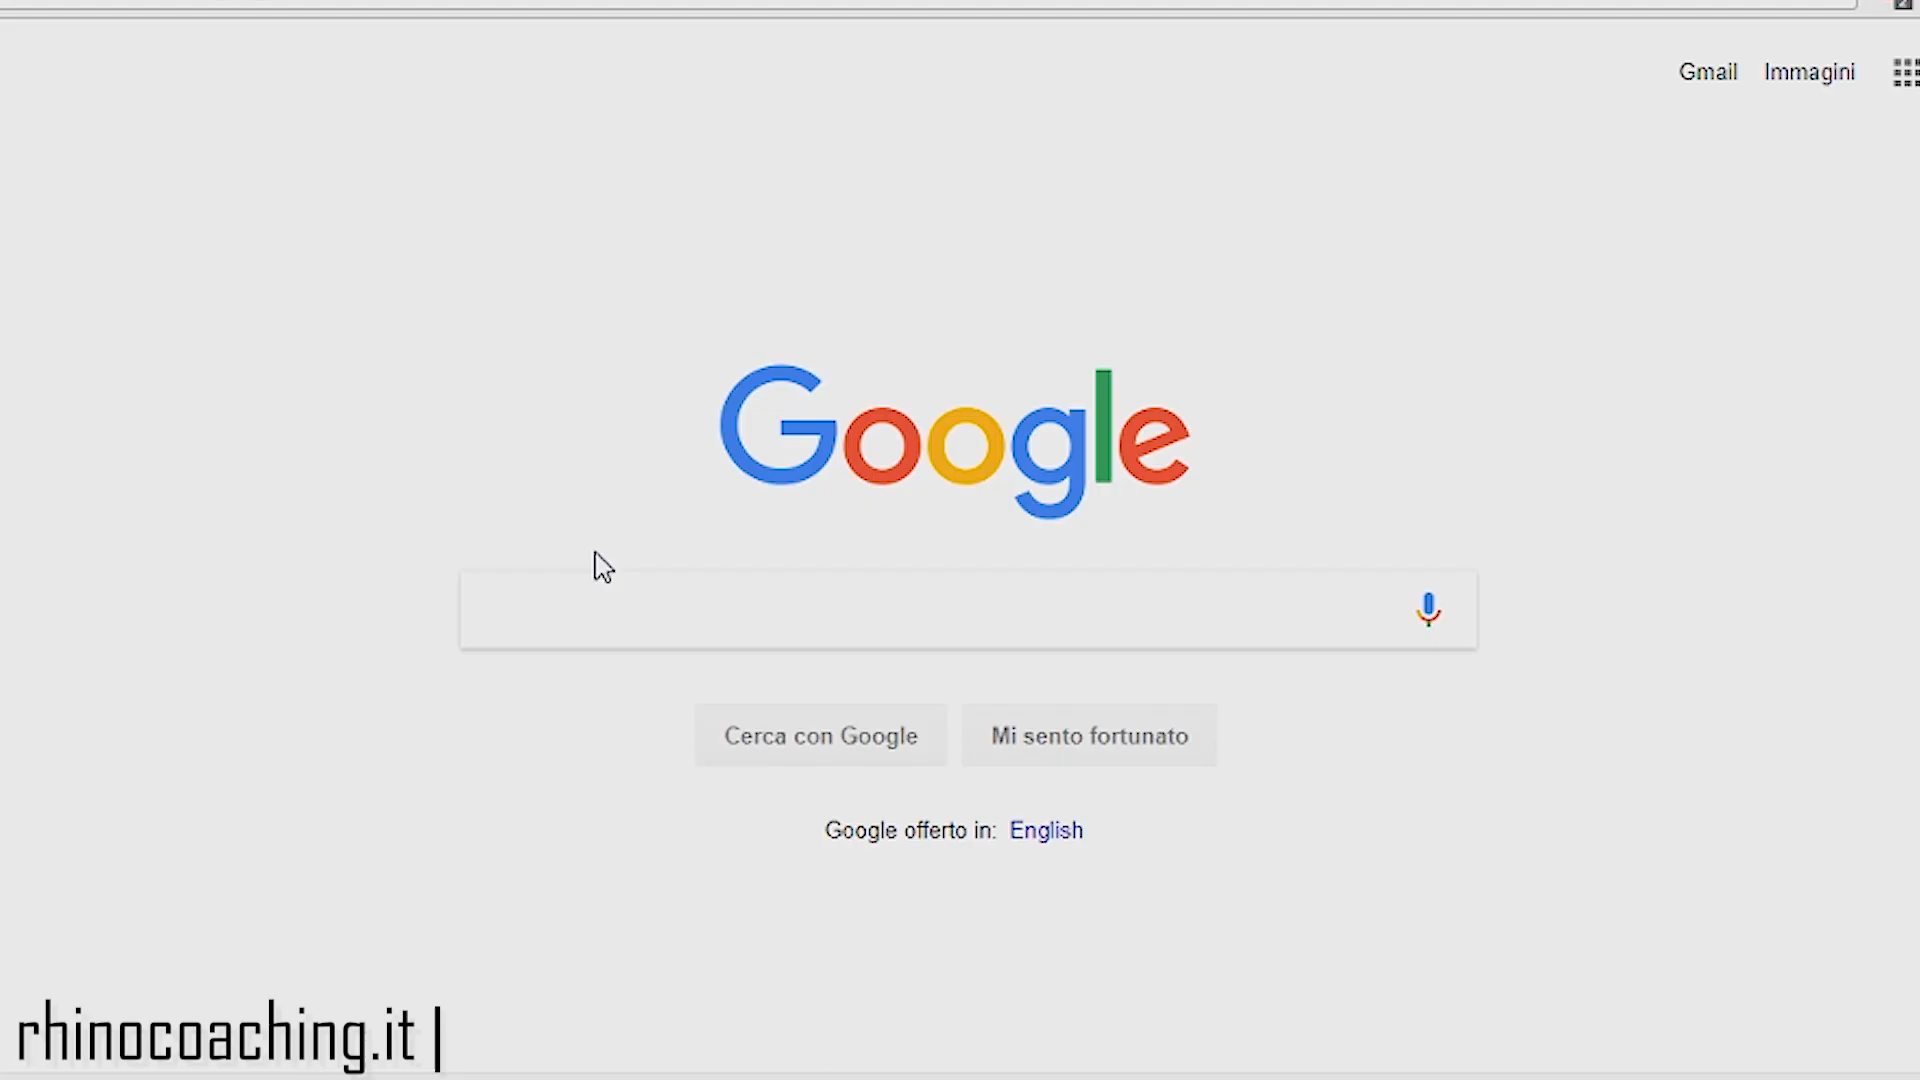 Gmail Immagini
Google
Cerca con Google Mi sento fortunato
Google offerto in: English
rhinocoaching.it |